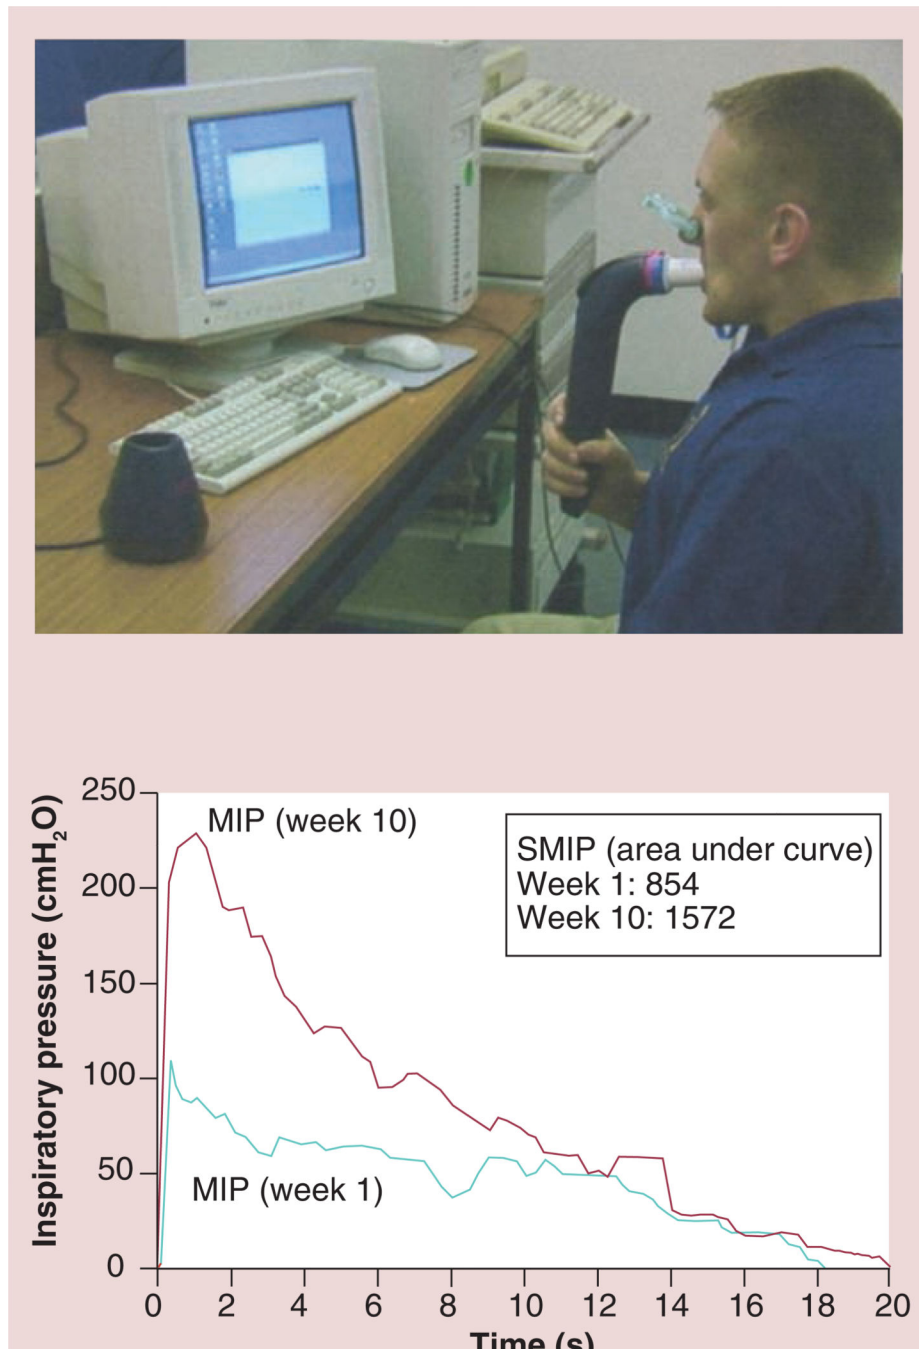 250
200
150
100
50
0
Inspiratory pressure (cmH₂O)
MIP (week 10)
MIP (week 1)
SMIP (area under curve)
Week 1: 854
Week 10: 1572
0 2 4 6 8 10 12 14 16 18 20
Time (s)